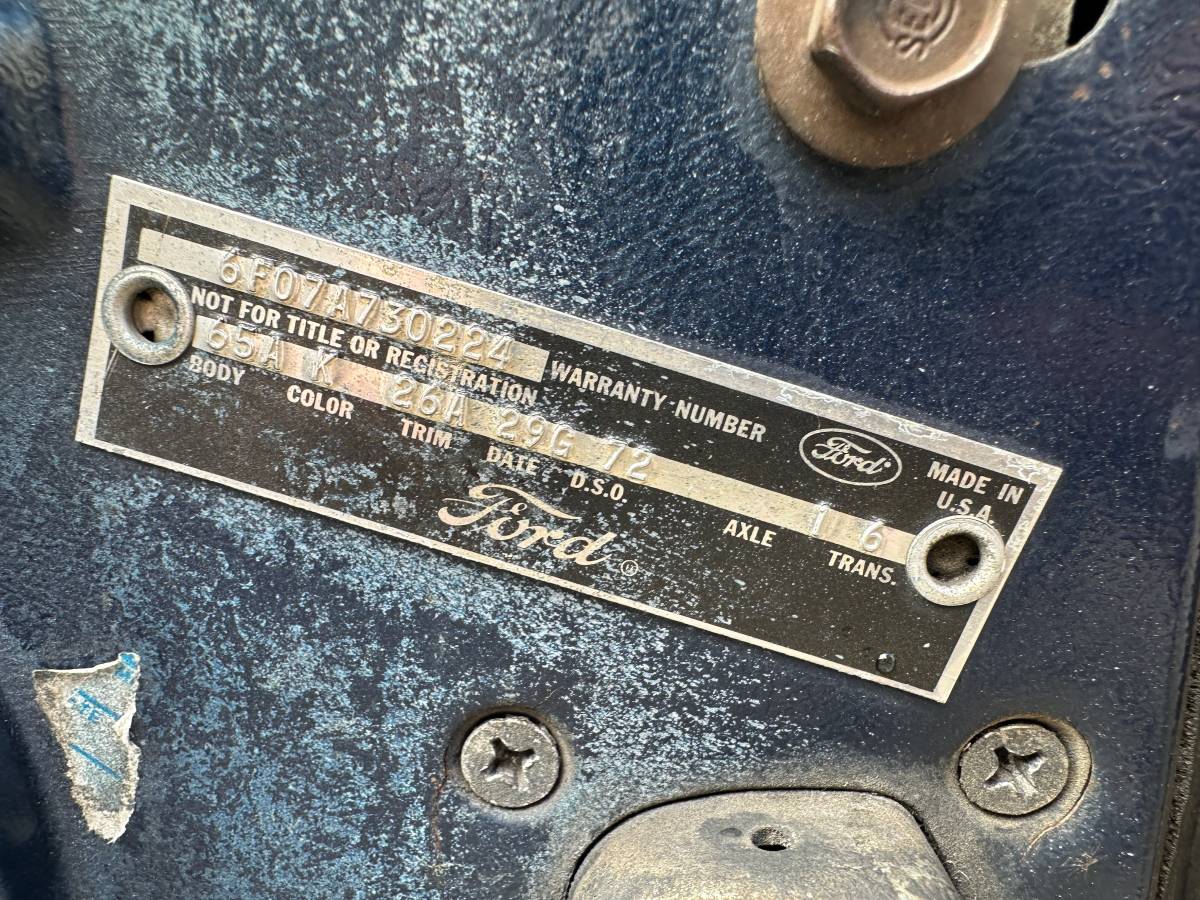 6F07A730224
NOT FOR TITLE OR REGISTRATION
WARRANTY NUMBER
65A K 26A 29G 72 1 6
BODY COLOR TRIM DATE D.S.O. AXLE TRANS.
Ford
MADE IN
U.S.A.
Ford